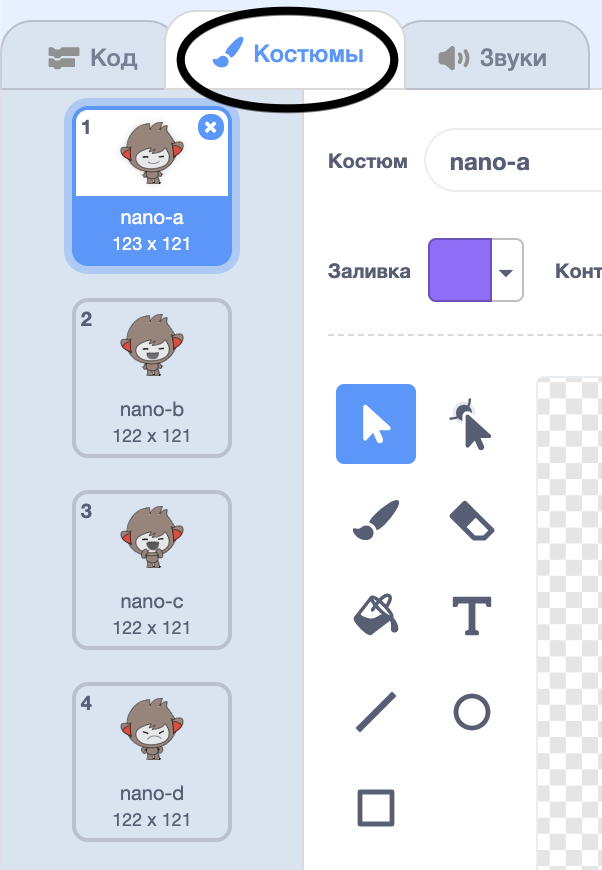 Код
Костюмы
Звуки
1
nano-a
123 x 121
2
nano-b
122 x 121
3
nano-c
122 x 121
4
nano-d
122 x 121
Костюм
nano-a
Заливка
Конт
T